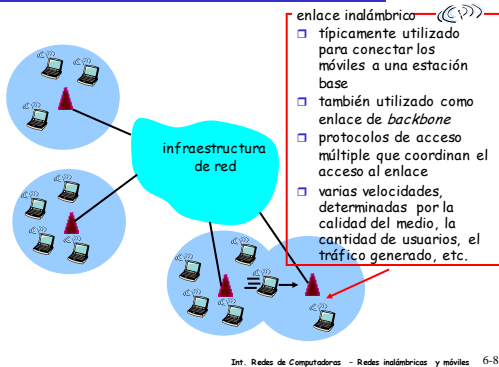 enlace inalámbrico
típicamente utilizado
para conectar los
móviles a una estación
base
también utilizado como
enlace de backbone
protocolos de acceso
múltiple que coordinan el
acceso al enlace
varias velocidades,
determinadas por la
calidad del medio, la
cantidad de usuarios, el
tráfico generado, etc.
infraestructura
de red
Int. Redes de Computadoras - Redes inalámbricas y móviles 6-8